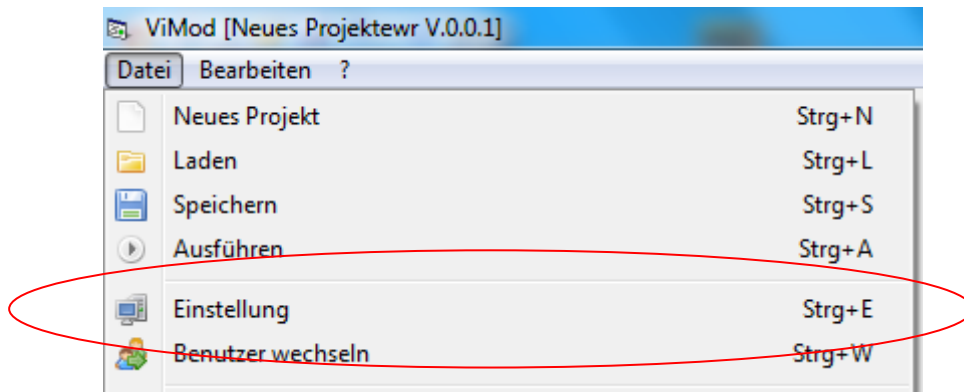 ViMod [Neues Projektewr V.0.0.1]
Datei Bearbeiten ?
Neues Projekt Strg+N
Laden Strg+L
Speichern Strg+S
Ausführen Strg+A
Einstellung Strg+E
Benutzer wechseln Strg+W